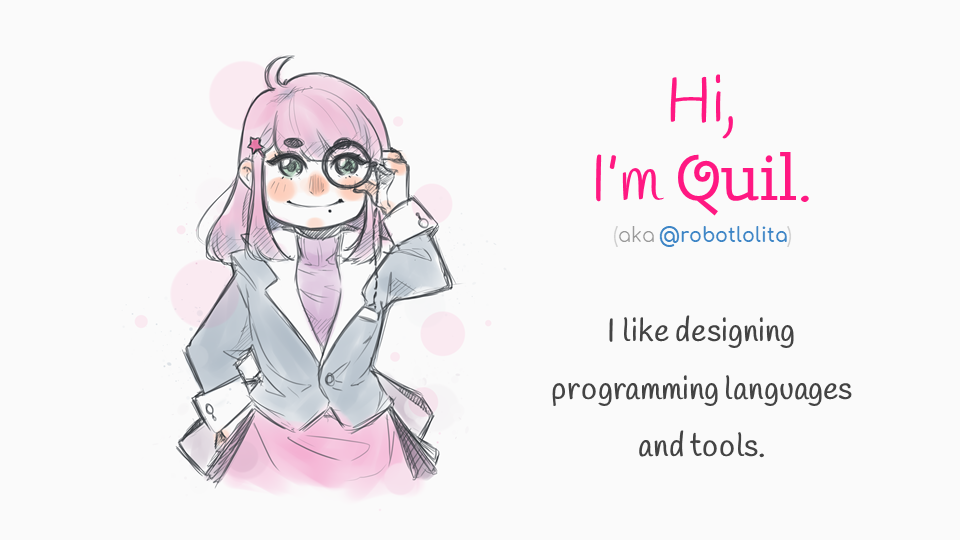 Hi,
I'm Quil.
(aka @robotlolita)
I like designing
programming languages
and tools.